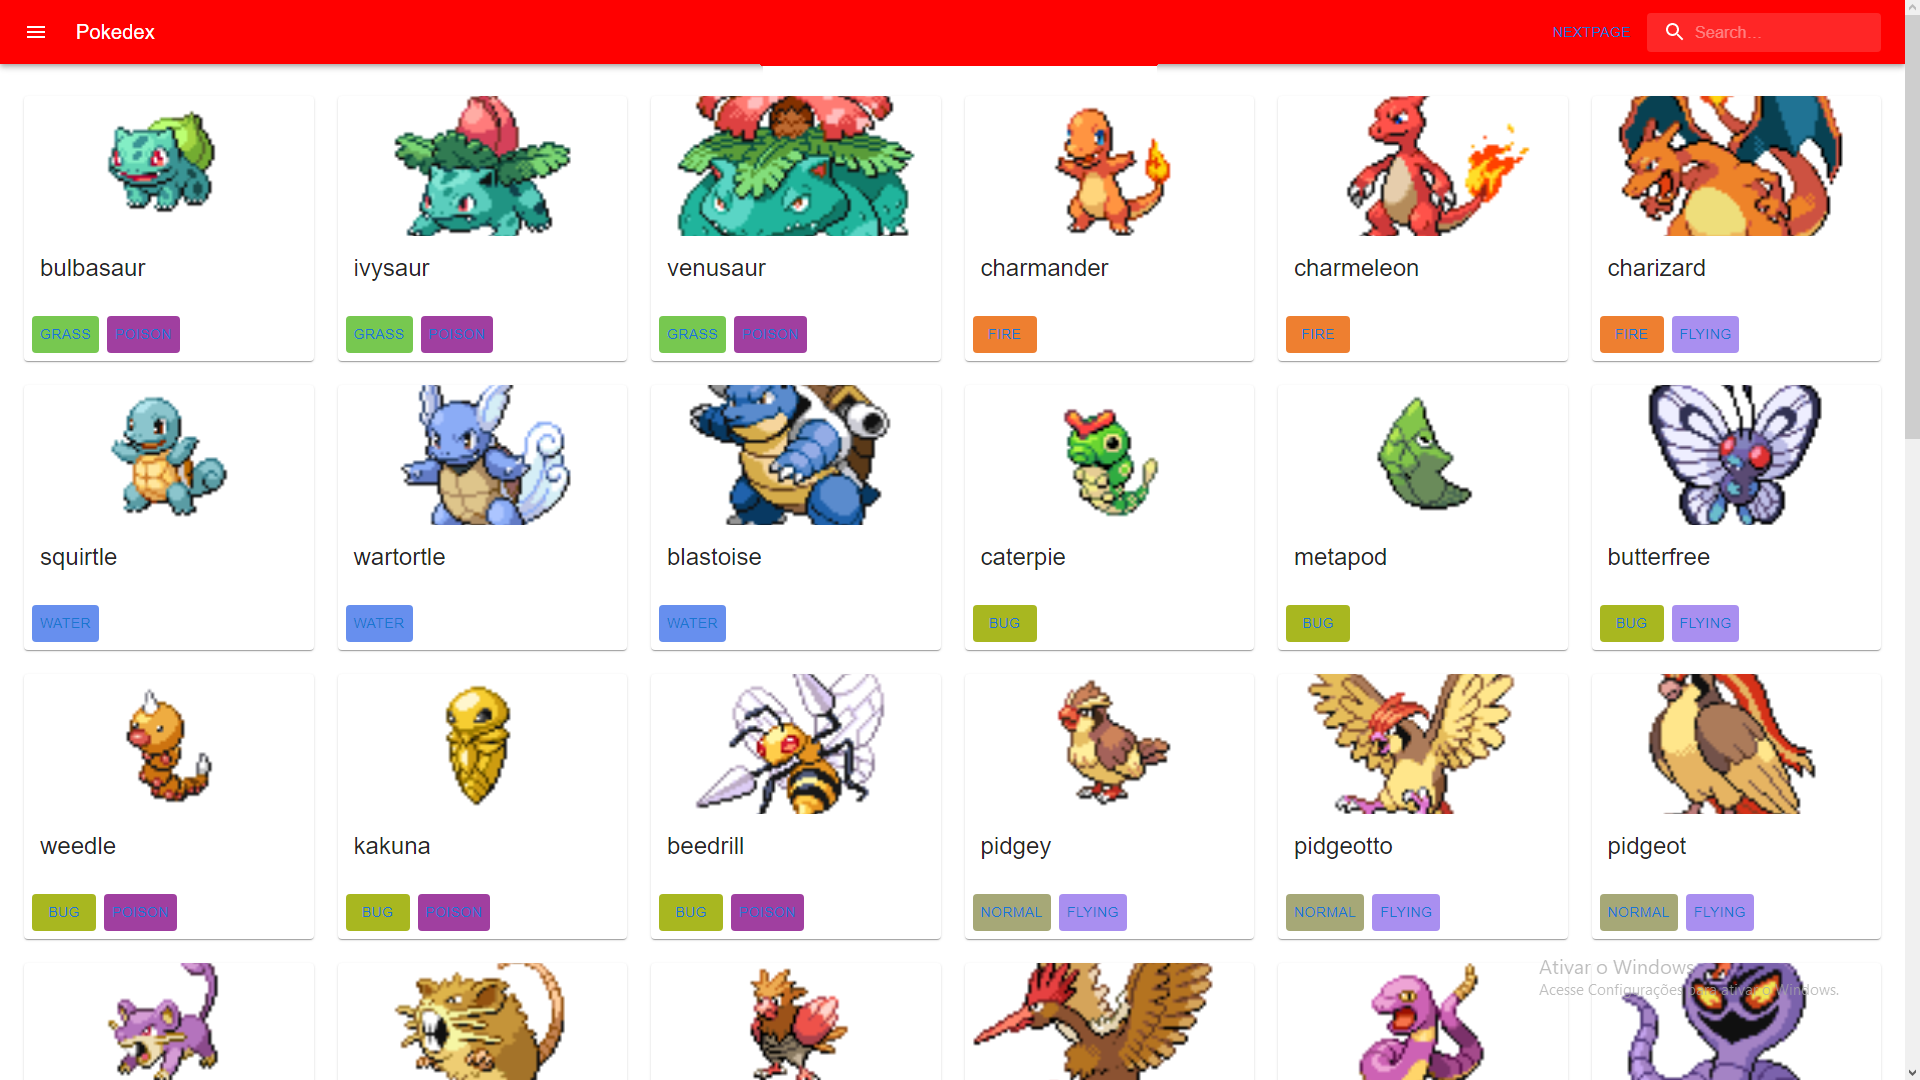 Pokedex
NEXTPAGE
Search...
bulbasaur
ivysaur
venusaur
charmander
charmeleon
charizard
GRASS POISON
GRASS POISON
GRASS POISON
FIRE
FIRE
FIRE FLYING
squirtle
wartortle
blastoise
caterpie
metapod
butterfree
WATER
WATER
WATER
BUG
BUG
BUG FLYING
weedle
kakuna
beedrill
pidgey
pidgeotto
pidgeot
BUG POISON
BUG POISON
BUG POISON
NORMAL FLYING
NORMAL FLYING
NORMAL FLYING
Ativar o Windows
Acesse Configurações para ativar o Windows.